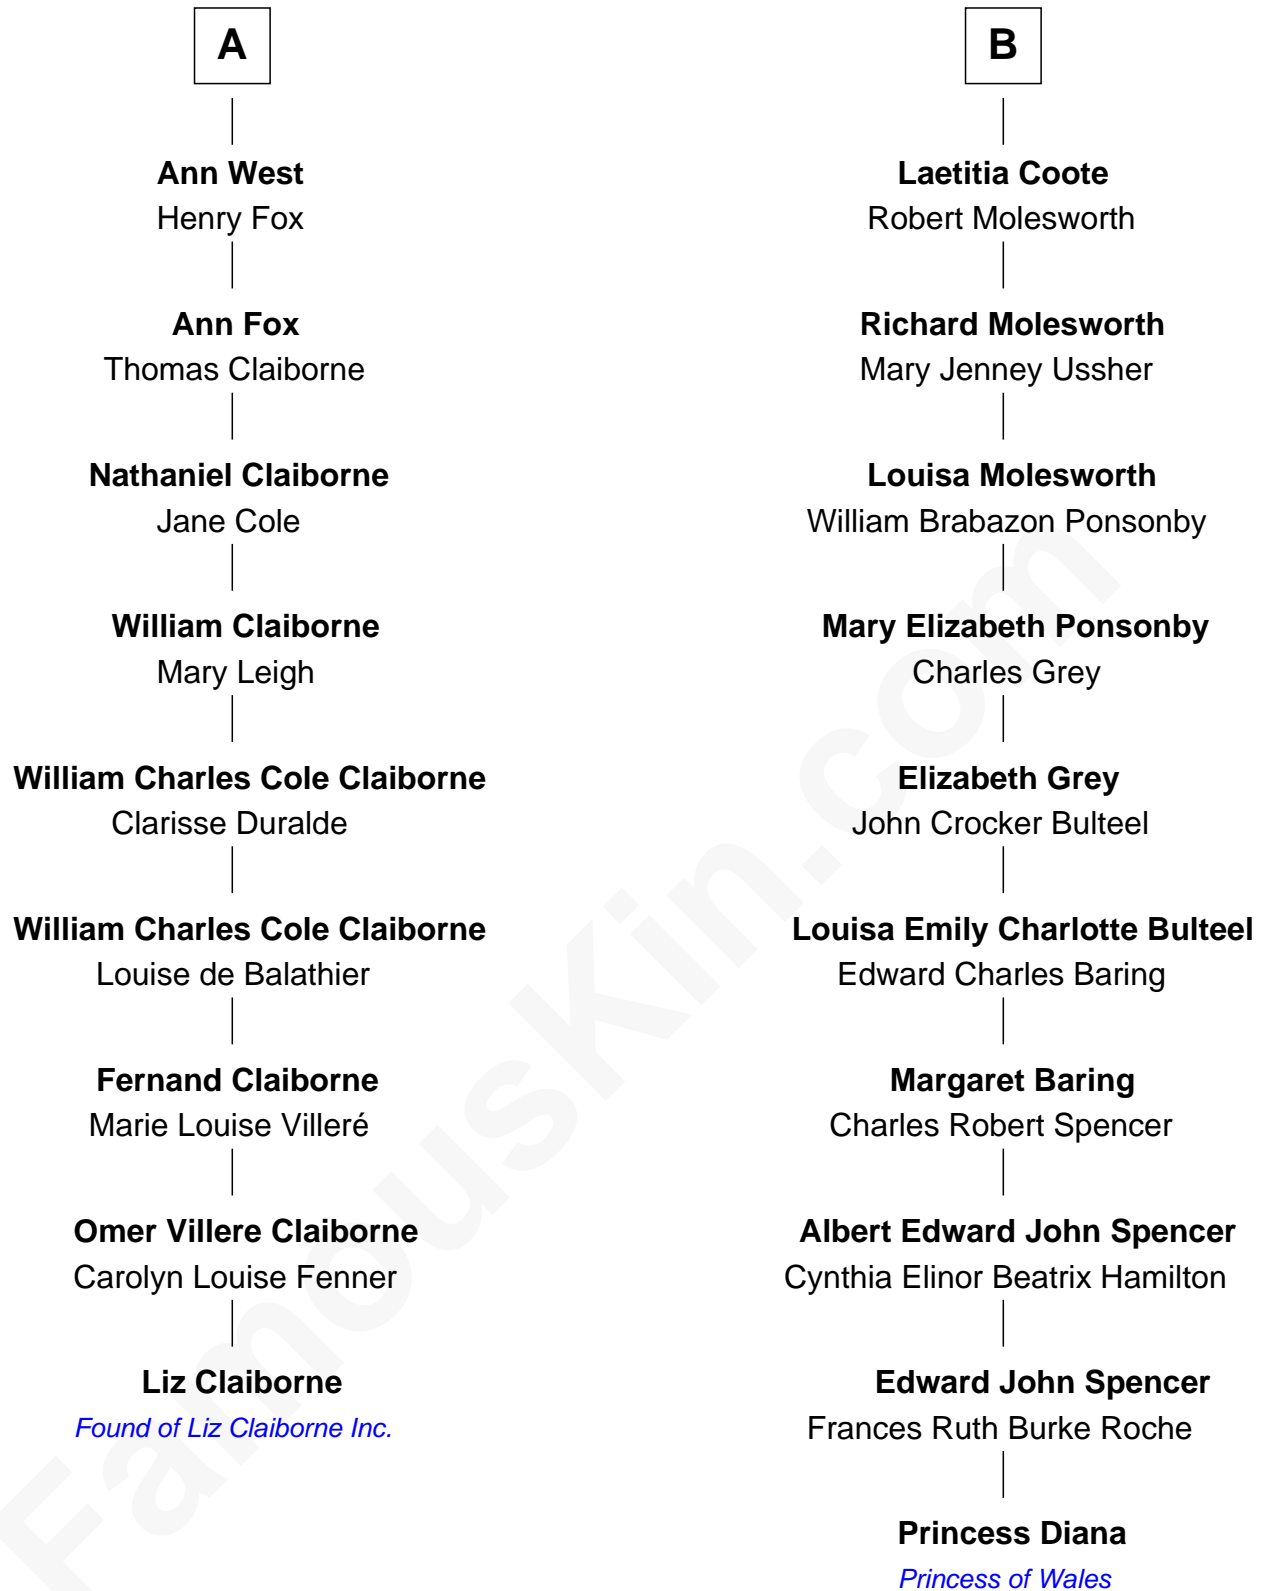 A
Ann West
Henry Fox
Ann Fox
Thomas Claiborne
Nathaniel Claiborne
Jane Cole
William Claiborne
Mary Leigh
William Charles Cole Claiborne
Clarisse Duralde
William Charles Cole Claiborne
Louise de Balathier
Fernand Claiborne
Marie Louise Villeré
Omer Villere Claiborne
Carolyn Louise Fenner
Liz Claiborne
Found of Liz Claiborne Inc.
B
Laetitia Coote
Robert Molesworth
Richard Molesworth
Mary Jenney Ussher
Louisa Molesworth
William Brabazon Ponsonby
Mary Elizabeth Ponsonby
Charles Grey
Elizabeth Grey
John Crocker Bulteel
Louisa Emily Charlotte Bulteel
Edward Charles Baring
Margaret Baring
Charles Robert Spencer
Albert Edward John Spencer
Cynthia Elinor Beatrix Hamilton
Edward John Spencer
Frances Ruth Burke Roche
Princess Diana
Princess of Wales
FamousKin.com